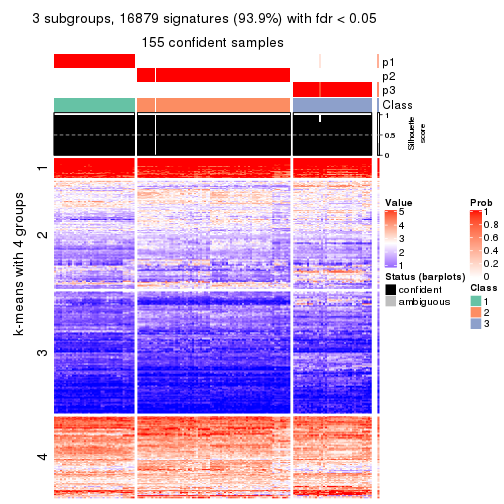 3 subgroups, 16879 signatures (93.9%) with fdr < 0.05
155 confident samples
p1
p2
p3
Class
1
0.5
0
Silhouette
score
k-means with 4 groups
1
2
3
4
Value
5
4
3
2
1
Status (barplots)
confident
ambiguous
Prob
1
0.8
0.6
0.4
0.2
0
Class
1
2
3